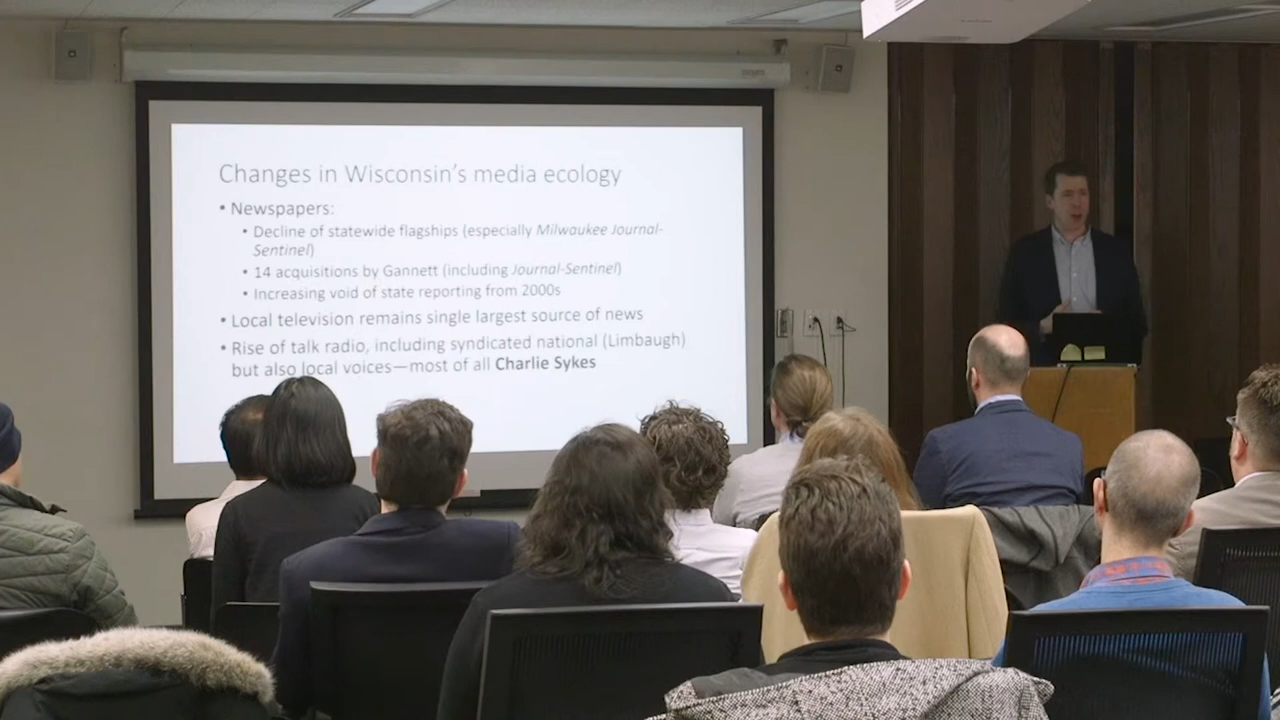 Changes in Wisconsin's media ecology
• Newspapers:
• Decline of statewide flagships (especially Milwaukee Journal-
Sentinel)
• 14 acquisitions by Gannett (including Journal-Sentinel)
• Increasing void of state reporting from 2000s
• Local television remains single largest source of news
• Rise of talk radio, including syndicated national (Limbaugh)
but also local voices—most of all Charlie Sykes